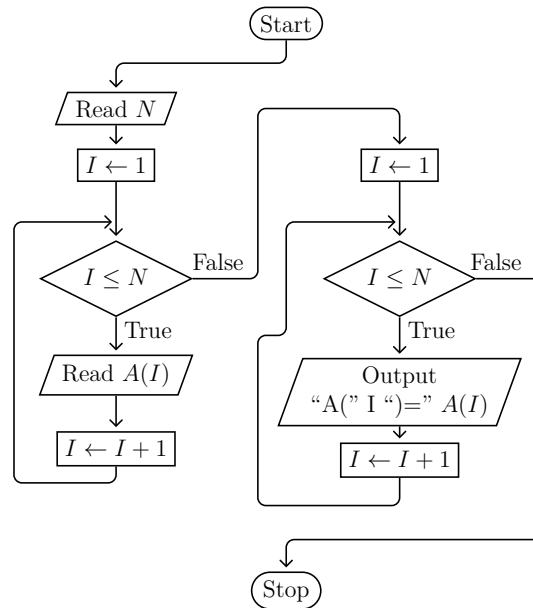 Start
Read N
I ← 1
I ≤ N
False
True
Read A(I)
I ← I + 1
I ← 1
I ≤ N
False
True
Output
“A(” I “)=” A(I)
I ← I + 1
Stop